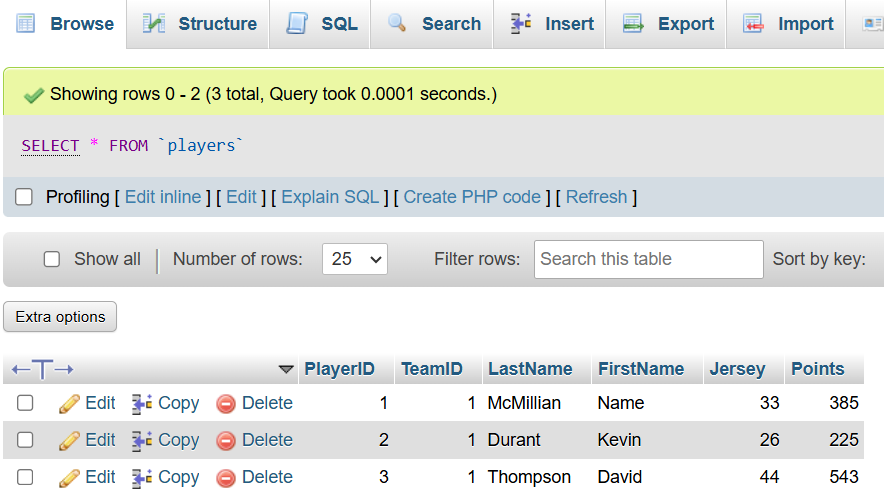 Browse Structure SQL Search Insert Export Import
Showing rows 0 - 2 (3 total, Query took 0.0001 seconds.)
SELECT * FROM `players`
Profiling [ Edit inline ] [ Edit ] [ Explain SQL ] [ Create PHP code ] [ Refresh ]
Show all Number of rows: 25 Filter rows: Search this table Sort by key:
Extra options
PlayerID TeamID LastName FirstName Jersey Points
Edit Copy Delete 1 1 McMillian Name 33 385
Edit Copy Delete 2 1 Durant Kevin 26 225
Edit Copy Delete 3 1 Thompson David 44 543